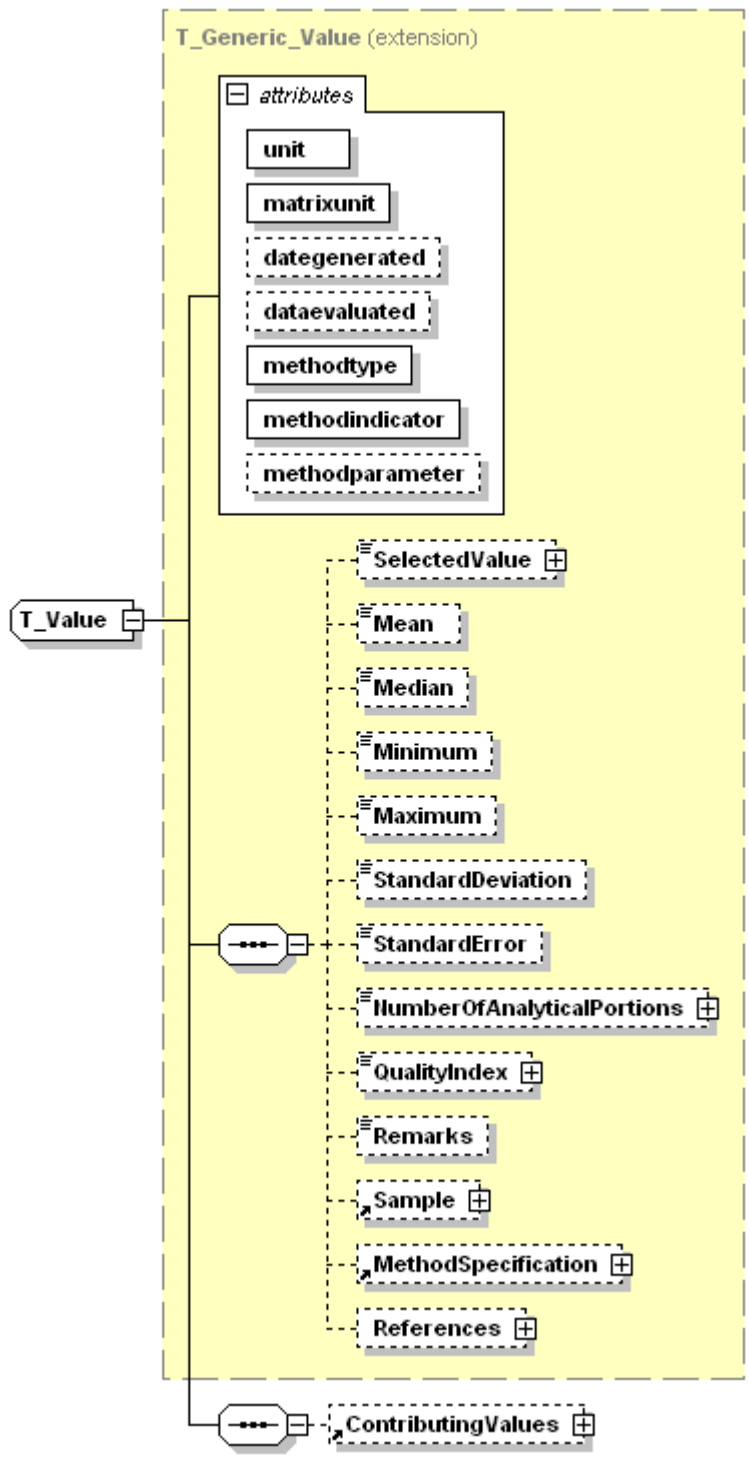 T_Generic_Value (extension)
attributes
unit
matrixunit
dategenerated
dataevaluated
methodtype
methodindicator
methodparameter
SelectedValue
Mean
T_Value
Median
Minimum
Maximum
StandardDeviation
StandardError
NumberOfAnalyticalPortions
QualityIndex
Remarks
Sample
MethodSpecification
References
ContributingValues